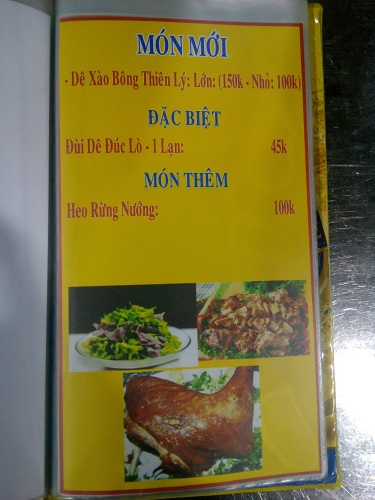 MÓN MỚI
- Dê Xào Bông Thiên Lý: Lớn: (150k - Nhỏ: 100k)
ĐẶC BIỆT
Đùi Dê Đúc Lò - 1 Lạn: 45k
MÓN THÊM
Heo Rừng Nướng: 100k